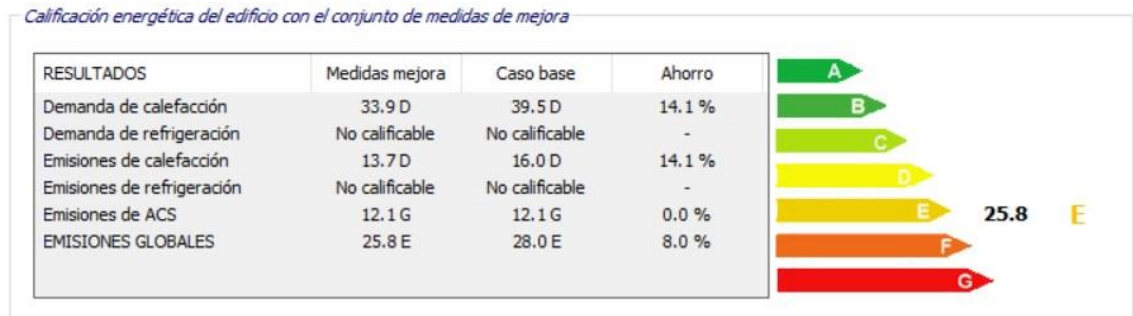 Calificación energética del edificio con el conjunto de medidas de mejora
RESULTADOS Medidas mejora Caso base Ahorro
Demanda de calefacción 33.9 D 39.5 D 14.1 %
Demanda de refrigeración No calificable No calificable -
Emisiones de calefacción 13.7 D 16.0 D 14.1 %
Emisiones de refrigeración No calificable No calificable -
Emisiones de ACS 12.1 G 12.1 G 0.0 %
EMISIONES GLOBALES 25.8 E 28.0 E 8.0 %
A
B
C
D
E 25.8 E
F
G